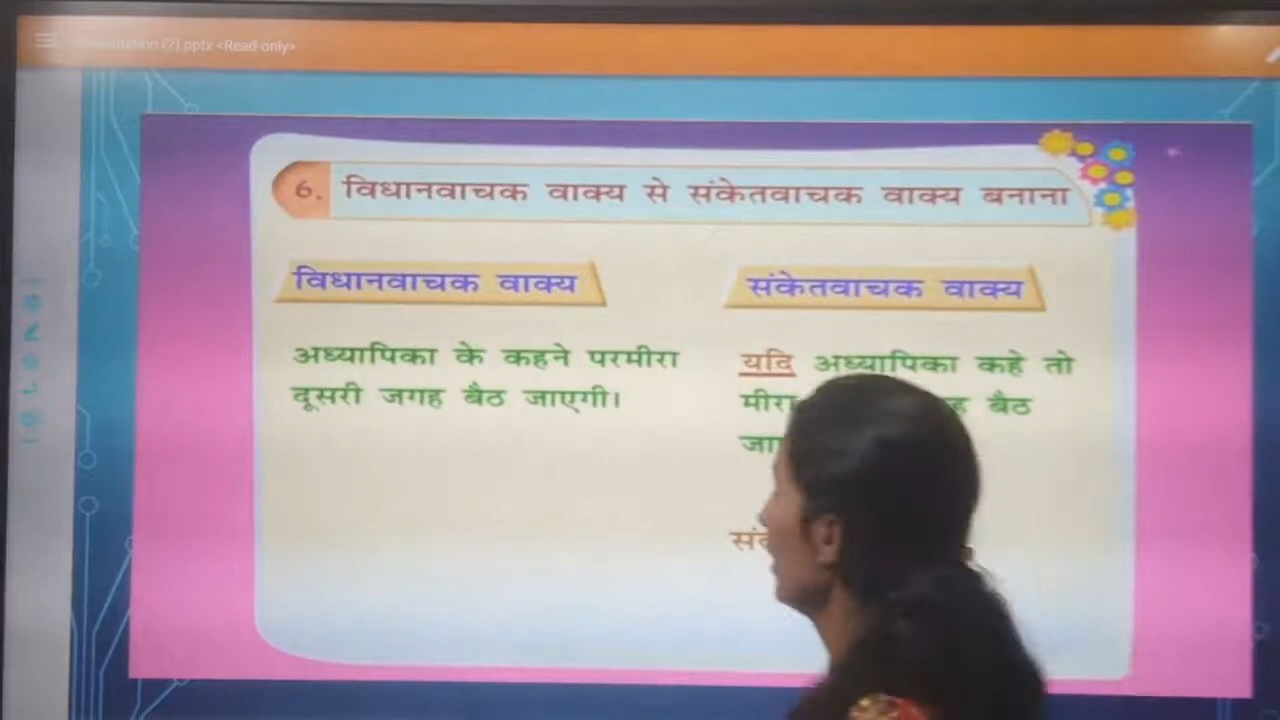 (2).pptx <Read-only>
6. विधानवाचक वाक्य से संकेतवाचक वाक्य बनाना
विधानवाचक वाक्य
संकेतवाचक वाक्य
अध्यापिका के कहने परमीरा
दूसरी जगह बैठ जाएगी।
यदि अध्यापिका कहे तो
मीरा बैठ